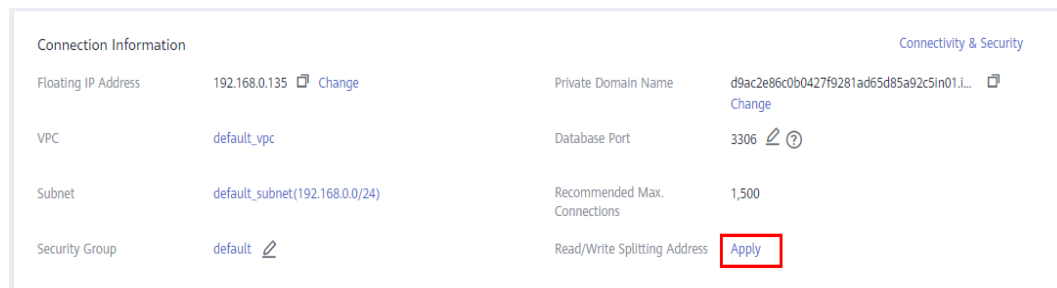 Connection Information
Connectivity & Security
Floating IP Address
192.168.0.135
Change
Private Domain Name
d9ac2e86c0b0427f9281ad65d85a92c5in01.i...
Change
VPC
default_vpc
Database Port
3306
Subnet
default_subnet(192.168.0.0/24)
Recommended Max.
Connections
1,500
Security Group
default
Read/Write Splitting Address
Apply